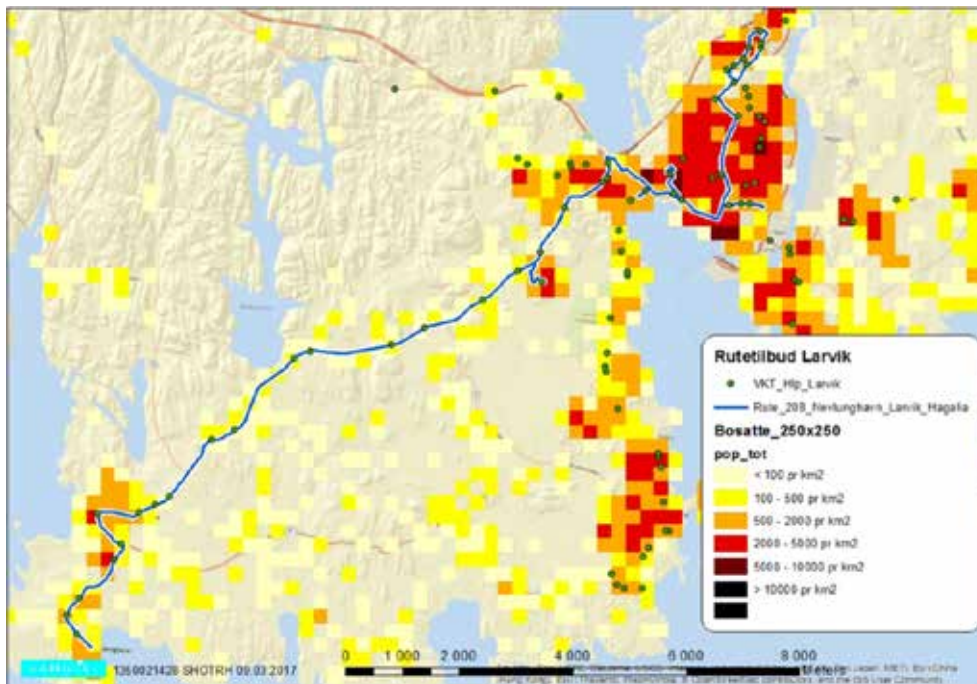 Rutetilbud Larvik
VKT_Hlp_Larvik
Rute_209_Nevlunghavn_Larvik_Hagalia
Bosatte_250x250
pop_tot
< 100 pr km2
100 - 500 pr km2
500 - 2000 pr km2
2000 - 5000 pr km2
5000 - 10000 pr km2
> 10000 pr km2
1350021428 SHOTRH 09.03.2017
0 1 000 2 000 4 000 6 000 8 000
Meters